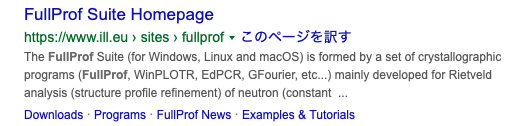 FullProf Suite Homepage
https://www.ill.eu › sites › fullprof ▾ このページを訳す
The FullProf Suite (for Windows, Linux and macOS) is formed by a set of crystallographic
programs (FullProf, WinPLOTR, EdPCR, GFourier, etc...) mainly developed for Rietveld
analysis (structure profile refinement) of neutron (constant ...
Downloads · Programs · FullProf News · Examples & Tutorials